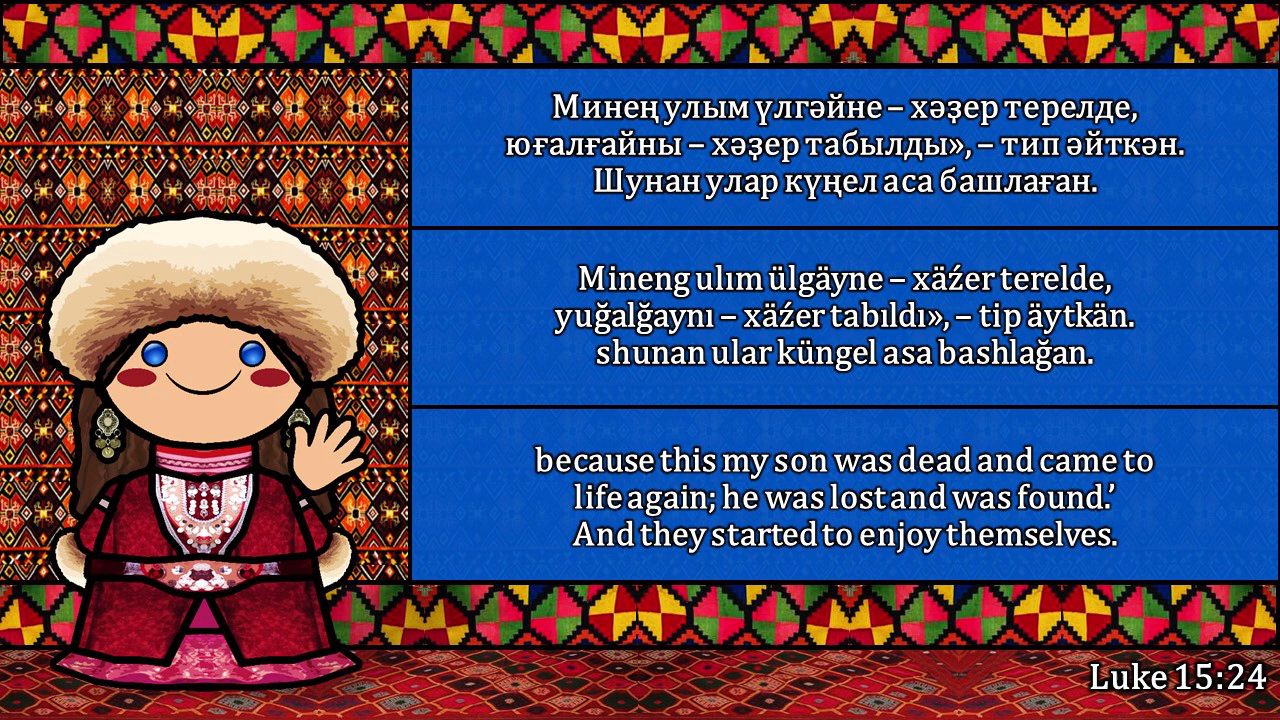 Минең улым үлгәйне – хәҙер терелде,
юғалғайны – хәҙер табылды», – тип әйткән.
Шунан улар күңел аса башлаған.
Mineng ulım ülgäyne – xäźer terelde,
yuğalğaynı – xäźer tabıldı», – tip äytkän.
shunan ular küngel asa bashlağan.
because this my son was dead and came to
life again; he was lost and was found.’
And they started to enjoy themselves.
Luke 15:24